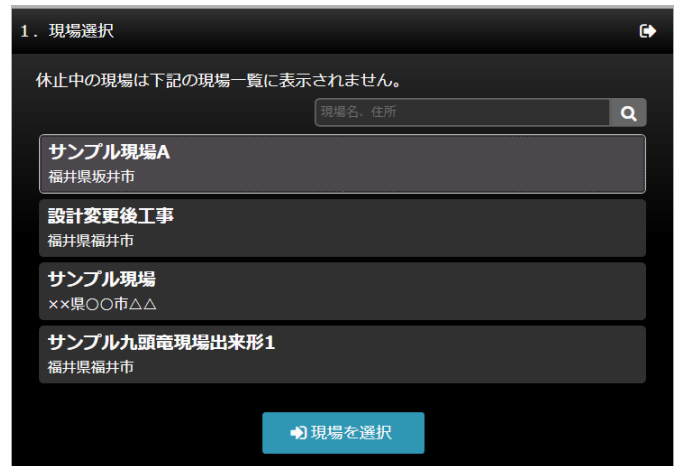 1. 現場選択
休止中の現場は下記の現場一覧に表示されません。
現場名、住所
サンプル現場A
福井県坂井市
設計変更後工事
福井県福井市
サンプル現場
××県○○市△△
サンプル九頭竜現場出来形1
福井県福井市
現場を選択